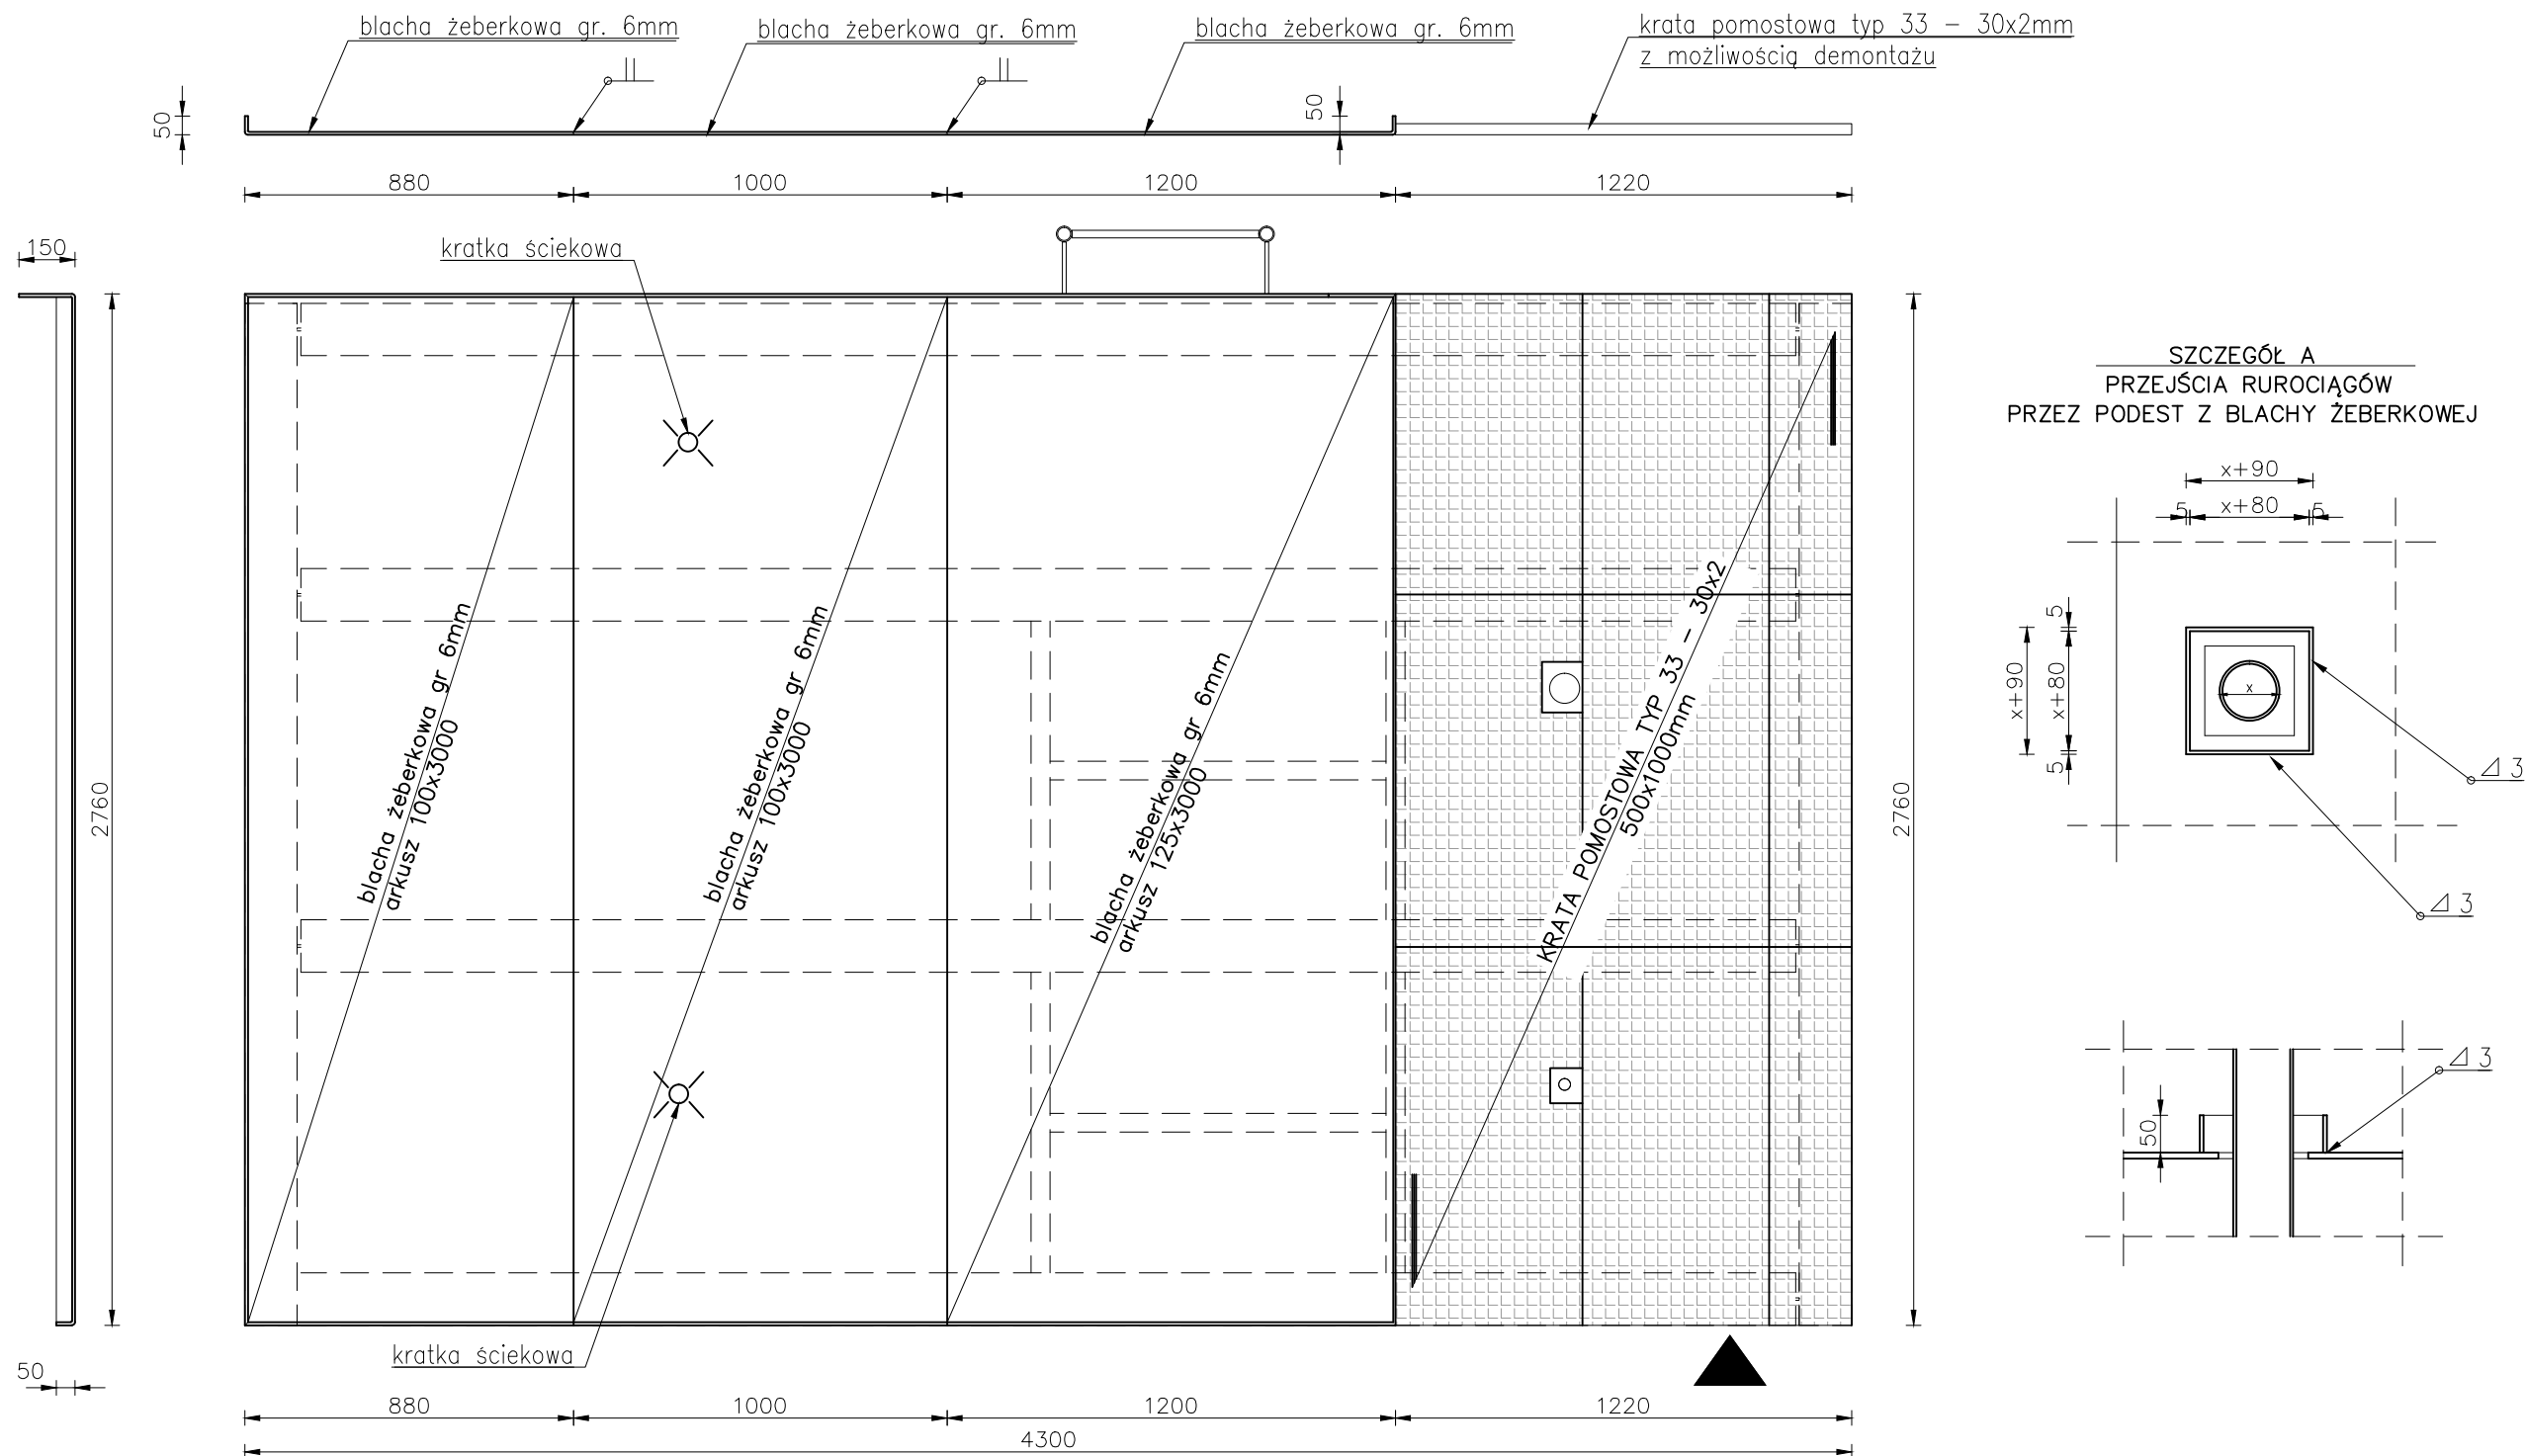 blacha żeberkowa gr. 6mm
blacha żeberkowa gr. 6mm
blacha żeberkowa gr. 6mm
krata pomostowa typ 33 – 30x2mm
z możliwością demontażu
50
50
880
1000
1200
1220
150
kratka ściekowa
2760
blacha żeberkowa gr 6mm
arkusz 100x3000
blacha żeberkowa gr 6mm
arkusz 100x3000
blacha żeberkowa gr 6mm
arkusz 125x3000
KRATA POMOSTOWA TYP 33 – 30x2
500x1000mm
2760
kratka ściekowa
50
880
1000
1200
1220
4300
SZCZEGÓŁ A
PRZEJŚCIA RUROCIĄGÓW
PRZEZ PODEST Z BLACHY ŻEBERKOWEJ
x+90
5
x+80
5
5
x+90
x+80
5
x
3
3
3
50